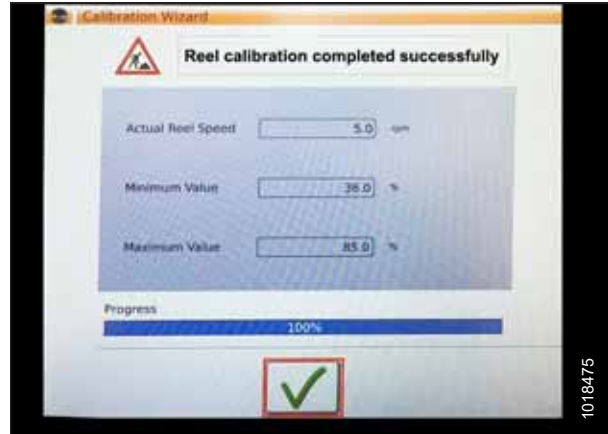 Calibration Wizard
Reel calibration completed successfully
Actual Reel Speed 5.0 rpm
Minimum Value 36.0 %
Maximum Value 85.0 %
Progress
100%
1018475